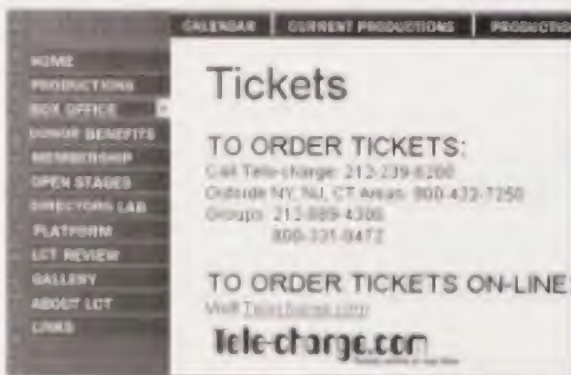 CALENDAR CURRENT PRODUCTIONS
HOME
PRODUCTIONS
BOX OFFICE
DONOR BENEFITS
MEMBERSHIP
OPEN STAGES
DIRECTORS LAB
PLATFORM
LCT REVIEW
GALLERY
ABOUT LCT
LINKS
Tickets
TO ORDER TICKETS:
Call Tele-charge: 212-239-6200
Outside NY, NJ, CT Areas: 800-432-7250
Groups: 212-889-4300
800-331-0472
TO ORDER TICKETS ON-LINE
Visit Telecharge.com
Tele-charge.com